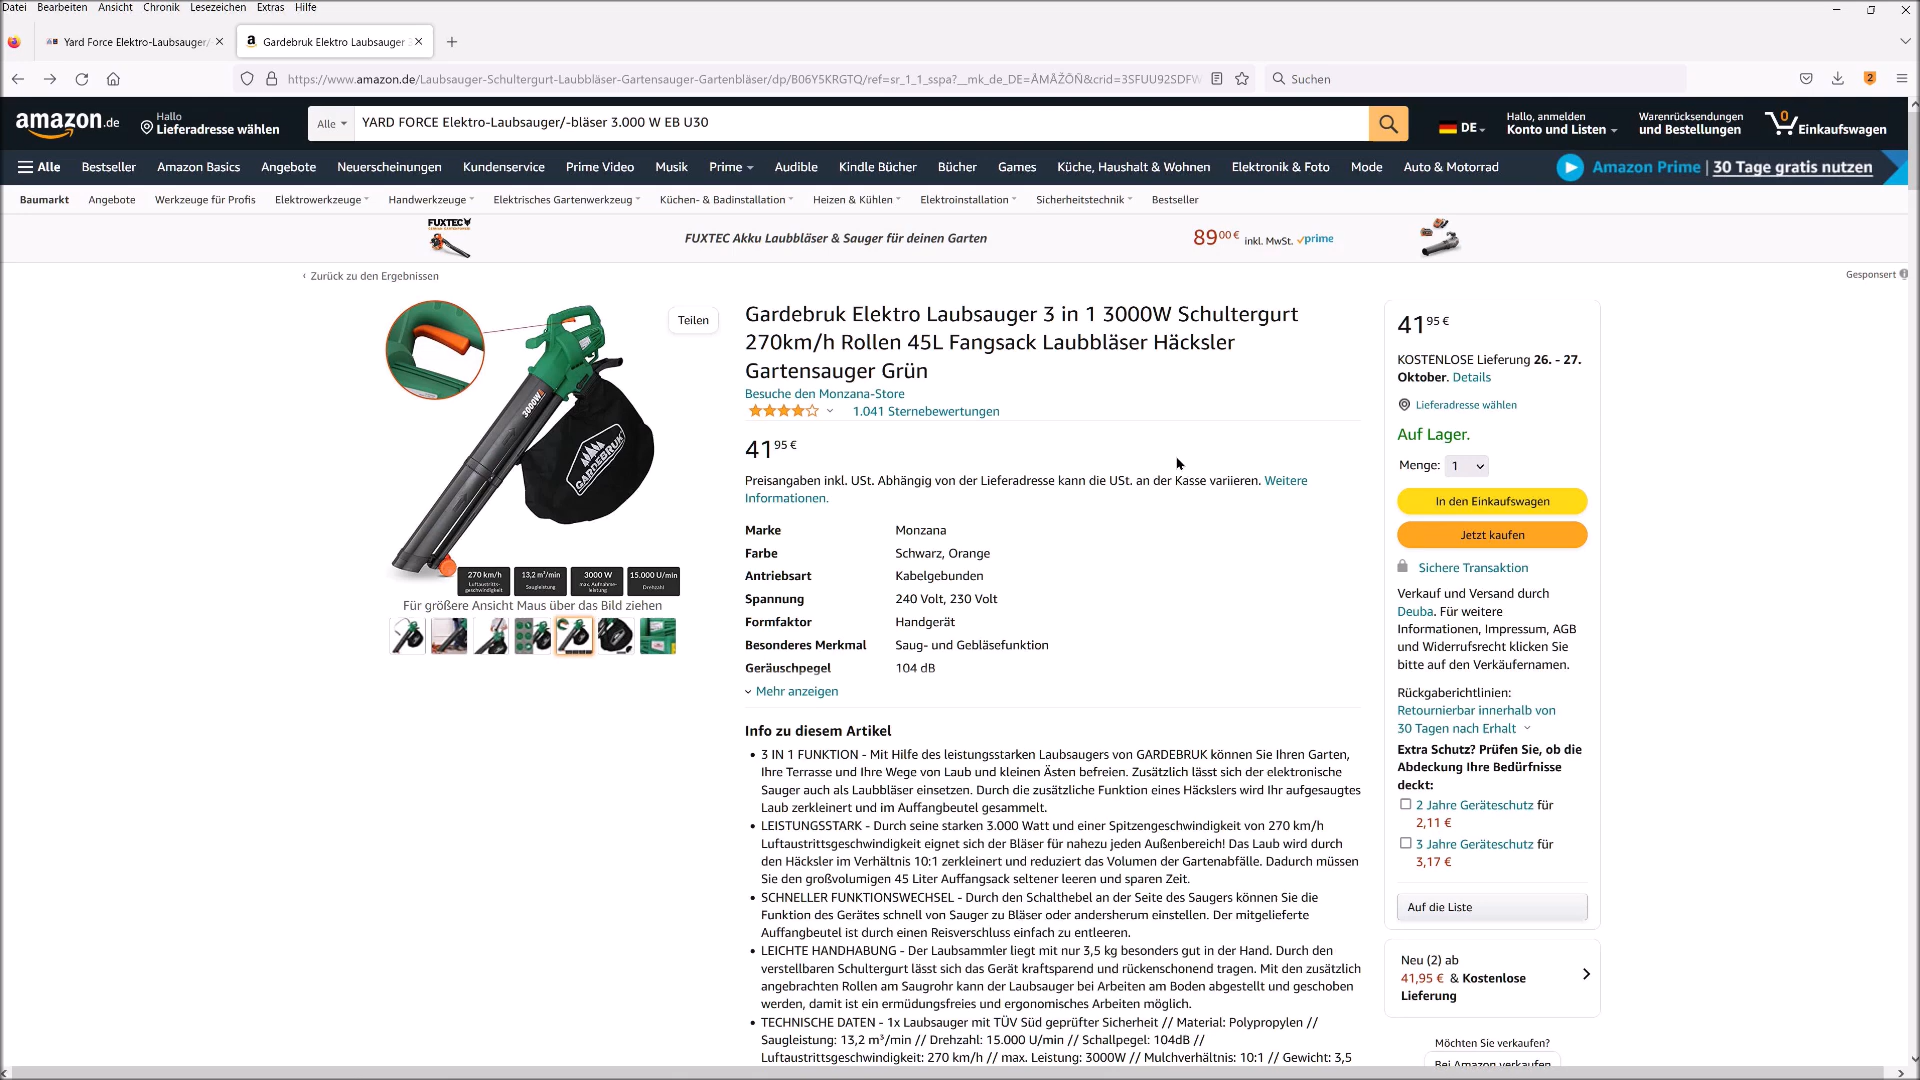 Datei Bearbeiten Ansicht Chronik Lesezeichen Extras Hilfe
Yard Force Elektro-Laubsauger/
Gardebruk Elektro Laubsauger
https://www.amazon.de/Laubsauger-Schultergurt-Laubbläser-Gartensauger-Gartenbläser/dp/B06Y5KRGTQ/ref=sr_1_1_sspa?__mk_de_DE=ÅMÅŽÕÑ&crid=3SFUU92SDFW
Suchen
2
amazon.de
Hallo
Lieferadresse wählen
Alle
YARD FORCE Elektro-Laubsauger/-bläser 3.000 W EB U30
DE
Hallo, anmelden
Konto und Listen
Warenrücksendungen
und Bestellungen
0
Einkaufswagen
Alle Bestseller Amazon Basics Angebote Neuerscheinungen Kundenservice Prime Video Musik Prime Audible Kindle Bücher Bücher Games Küche, Haushalt & Wohnen Elektronik & Foto Mode Auto & Motorrad
Amazon Prime | 30 Tage gratis nutzen
Baumarkt Angebote Werkzeuge für Profis Elektrowerkzeuge Handwerkzeuge Elektrisches Gartenwerkzeug Küchen- & Badinstallation Heizen & Kühlen Elektroinstallation Sicherheitstechnik Bestseller
FUXTEC
FUXTEC Akku Laubbläser & Sauger für deinen Garten
89⁰⁰ € inkl. MwSt. prime
‹ Zurück zu den Ergebnissen
Gesponsert
Teilen
3000W
GARDEBRUK
270 km/h
Luftaustritts-
geschwindigkeit
13,2 m³/min
Saugleistung
3000 W
max. Aufnahme-
leistung
15.000 U/min
Drehzahl
Für größere Ansicht Maus über das Bild ziehen
Gardebruk Elektro Laubsauger 3 in 1 3000W Schultergurt
270km/h Rollen 45L Fangsack Laubbläser Häcksler
Gartensauger Grün
Besuche den Monzana-Store
1.041 Sternebewertungen
41⁹⁵ €
Preisangaben inkl. USt. Abhängig von der Lieferadresse kann die USt. an der Kasse variieren. Weitere
Informationen.
Marke Monzana
Farbe Schwarz, Orange
Antriebsart Kabelgebunden
Spannung 240 Volt, 230 Volt
Formfaktor Handgerät
Besonderes Merkmal Saug- und Gebläsefunktion
Geräuschpegel 104 dB
Mehr anzeigen
Info zu diesem Artikel
• 3 IN 1 FUNKTION - Mit Hilfe des leistungsstarken Laubsaugers von GARDEBRUK können Sie Ihren Garten,
Ihre Terrasse und Ihre Wege von Laub und kleinen Ästen befreien. Zusätzlich lässt sich der elektronische
Sauger auch als Laubbläser einsetzen. Durch die zusätzliche Funktion eines Häckslers wird Ihr aufgesaugtes
Laub zerkleinert und im Auffangbeutel gesammelt.
• LEISTUNGSSTARK - Durch seine starken 3.000 Watt und einer Spitzengeschwindigkeit von 270 km/h
Luftaustrittsgeschwindigkeit eignet sich der Bläser für nahezu jeden Außenbereich! Das Laub wird durch
den Häcksler im Verhältnis 10:1 zerkleinert und reduziert das Volumen der Gartenabfälle. Dadurch müssen
Sie den großvolumigen 45 Liter Auffangsack seltener leeren und sparen Zeit.
• SCHNELLER FUNKTIONSWECHSEL - Durch den Schalthebel an der Seite des Saugers können Sie die
Funktion des Gerätes schnell von Sauger zu Bläser oder andersherum einstellen. Der mitgelieferte
Auffangbeutel ist durch einen Reisverschluss einfach zu entleeren.
• LEICHTE HANDHABUNG - Der Laubsammler liegt mit nur 3,5 kg besonders gut in der Hand. Durch den
verstellbaren Schultergurt lässt sich das Gerät kraftsparend und rückenschonend tragen. Mit den zusätzlich
angebrachten Rollen am Saugrohr kann der Laubsauger bei Arbeiten am Boden abgestellt und geschoben
werden, damit ist ein ermüdungsfreies und ergonomisches Arbeiten möglich.
• TECHNISCHE DATEN - 1x Laubsauger mit TÜV Süd geprüfter Sicherheit // Material: Polypropylen //
Saugleistung: 13,2 m³/min // Drehzahl: 15.000 U/min // Schallpegel: 104dB //
Luftaustrittsgeschwindigkeit: 270 km/h // max. Leistung: 3000W // Mulchverhältnis: 10:1 // Gewicht: 3,5
41⁹⁵ €
KOSTENLOSE Lieferung 26. - 27.
Oktober. Details
Lieferadresse wählen
Auf Lager.
Menge: 1
In den Einkaufswagen
Jetzt kaufen
Sichere Transaktion
Verkauf und Versand durch
Deuba. Für weitere
Informationen, Impressum, AGB
und Widerrufsrecht klicken Sie
bitte auf den Verkäufernamen.
Rückgaberichtlinien:
Retournierbar innerhalb von
30 Tagen nach Erhalt
Extra Schutz? Prüfen Sie, ob die
Abdeckung Ihre Bedürfnisse
deckt:
2 Jahre Geräteschutz für
2,11 €
3 Jahre Geräteschutz für
3,17 €
Auf die Liste
Neu (2) ab
41,95 € & Kostenlose
Lieferung
Möchten Sie verkaufen?
Bei Amazon verkaufen